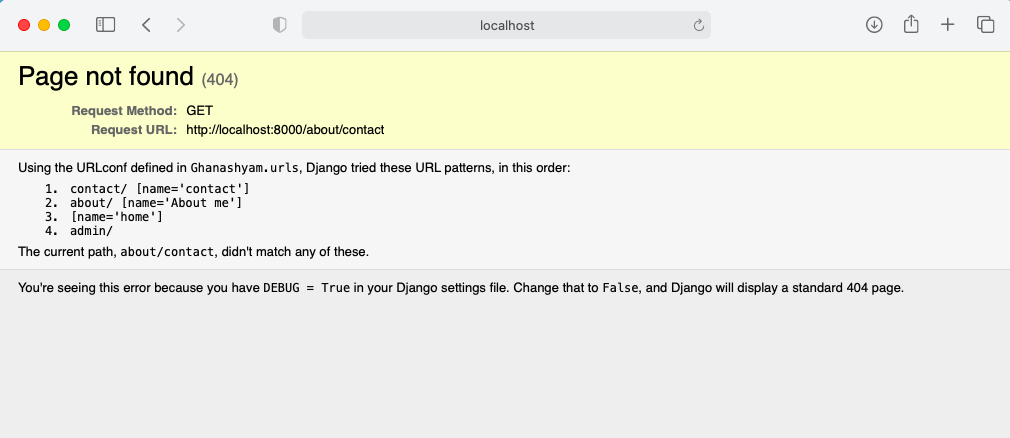 localhost
Page not found (404)
Request Method: GET
Request URL: http://localhost:8000/about/contact
Using the URLconf defined in Ghanashyam.urls, Django tried these URL patterns, in this order:
1. contact/ [name='contact']
2. about/ [name='About me']
3. [name='home']
4. admin/
The current path, about/contact, didn't match any of these.
You're seeing this error because you have DEBUG = True in your Django settings file. Change that to False, and Django will display a standard 404 page.